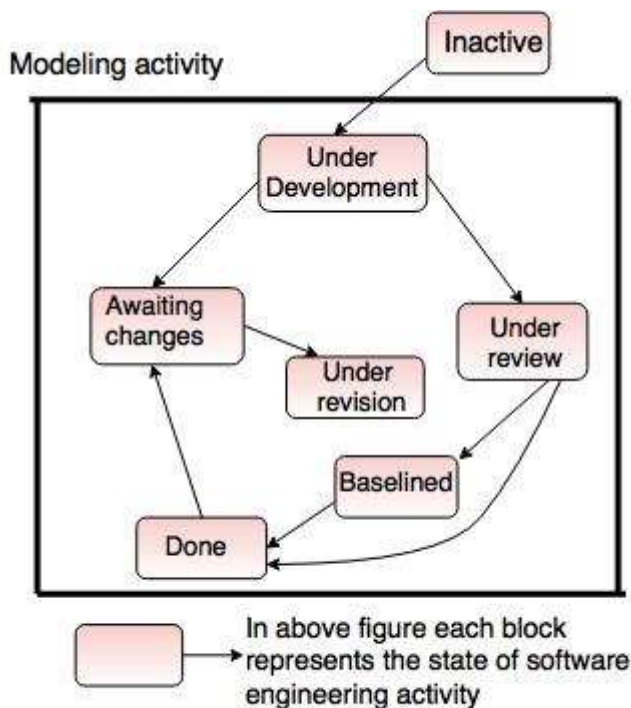 Inactive
Modeling activity
Under
Development
Awaiting
changes
Under
review
Under
revision
Baselined
Done
In above figure each block
represents the state of software
engineering activity